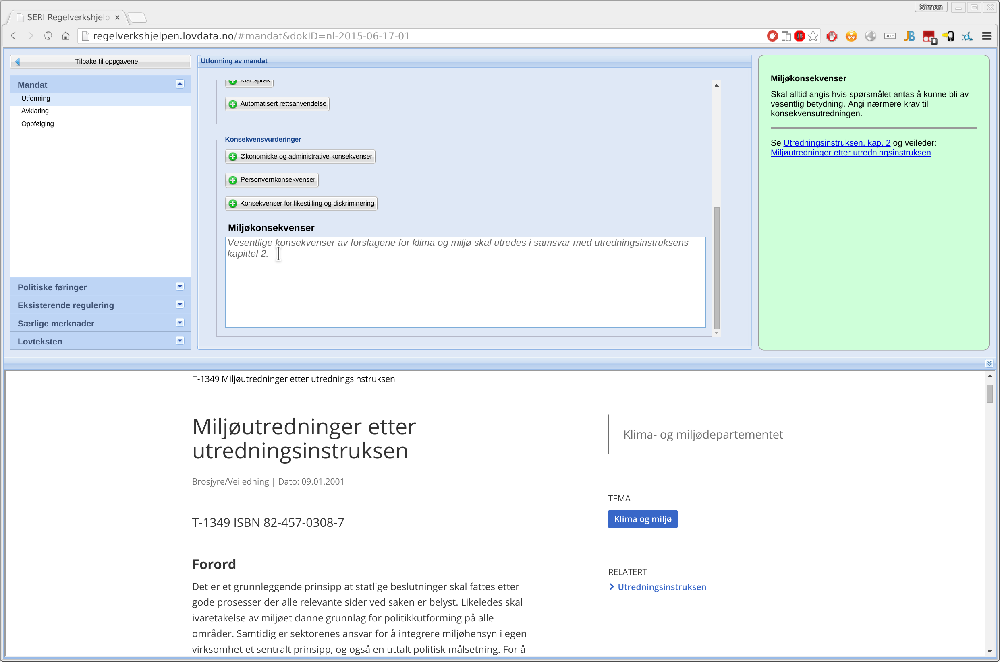 Simon
SERI Regelverkshjelp
regelverkshjelpen.lovdata.no/#mandat&dokID=nl-2015-06-17-01
JS
WTF
JB
6
Tilbake til oppgavene
Mandat
Utforming
Avklaring
Oppfølging
Politiske føringer
Eksisterende regulering
Særlige merknader
Lovteksten
Utforming av mandat
Klarspråk
Automatisert rettsanvendelse
Konsekvensvurderinger
Økonomiske og administrative konsekvenser
Personvernkonsekvenser
Konsekvenser for likestilling og diskriminering
Miljøkonsekvenser
Vesentlige konsekvenser av forslagene for klima og miljø skal utredes i samsvar med utredningsinstruksens
kapittel 2.
Miljøkonsekvenser
Skal alltid angis hvis spørsmålet antas å kunne bli av
vesentlig betydning. Angi nærmere krav til
konsekvensutredningen.
Se Utredningsinstruksen, kap. 2 og veileder:
Miljøutredninger etter utredningsinstruksen
T-1349 Miljøutredninger etter utredningsinstruksen
Miljøutredninger etter
utredningsinstruksen
Brosjyre/Veiledning | Dato: 09.01.2001
T-1349 ISBN 82-457-0308-7
Forord
Det er et grunnleggende prinsipp at statlige beslutninger skal fattes etter
gode prosesser der alle relevante sider ved saken er belyst. Likeledes skal
ivaretakelse av miljøet danne grunnlag for politikkutforming på alle
områder. Samtidig er sektorenes ansvar for å integrere miljøhensyn i egen
virksomhet et sentralt prinsipp, og også en uttalt politisk målsetning. For å
Klima- og miljødepartementet
TEMA
Klima og miljø
RELATERT
Utredningsinstruksen